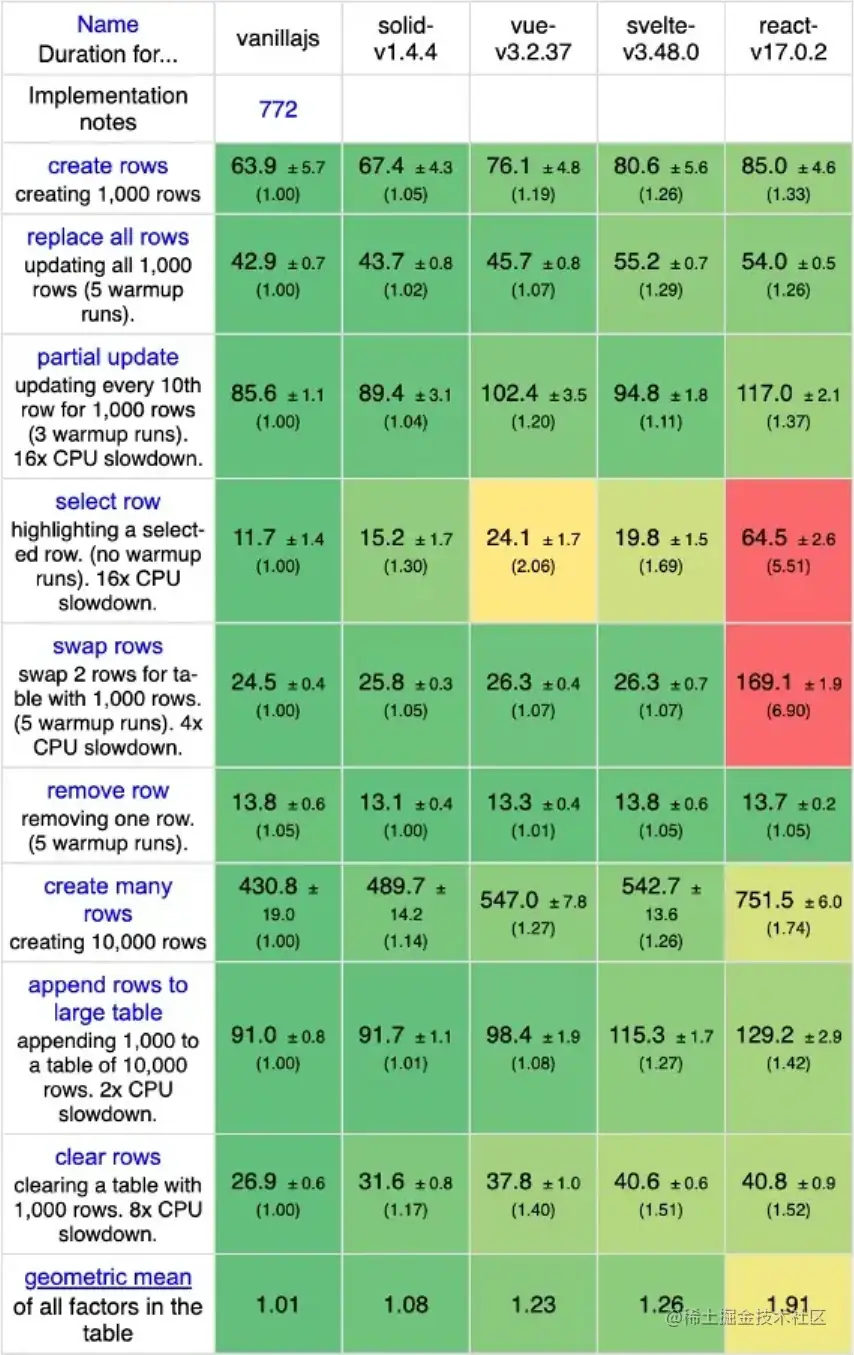 Name
Duration for...
vanillajs
solid-
v1.4.4
vue-
v3.2.37
svelte-
v3.48.0
react-
v17.0.2
Implementation
notes
772
create rows
creating 1,000 rows
63.9 ± 5.7
(1.00)
67.4 ± 4.3
(1.05)
76.1 ± 4.8
(1.19)
80.6 ± 5.6
(1.26)
85.0 ± 4.6
(1.33)
replace all rows
updating all 1,000
rows (5 warmup
runs).
42.9 ± 0.7
(1.00)
43.7 ± 0.8
(1.02)
45.7 ± 0.8
(1.07)
55.2 ± 0.7
(1.29)
54.0 ± 0.5
(1.26)
partial update
updating every 10th
row for 1,000 rows
(3 warmup runs).
16x CPU slowdown.
85.6 ± 1.1
(1.00)
89.4 ± 3.1
(1.04)
102.4 ± 3.5
(1.20)
94.8 ± 1.8
(1.11)
117.0 ± 2.1
(1.37)
select row
highlighting a select-
ed row. (no warmup
runs). 16x CPU
slowdown.
11.7 ± 1.4
(1.00)
15.2 ± 1.7
(1.30)
24.1 ± 1.7
(2.06)
19.8 ± 1.5
(1.69)
64.5 ± 2.6
(5.51)
swap rows
swap 2 rows for ta-
ble with 1,000 rows.
(5 warmup runs). 4x
CPU slowdown.
24.5 ± 0.4
(1.00)
25.8 ± 0.3
(1.05)
26.3 ± 0.4
(1.07)
26.3 ± 0.7
(1.07)
169.1 ± 1.9
(6.90)
remove row
removing one row.
(5 warmup runs).
13.8 ± 0.6
(1.05)
13.1 ± 0.4
(1.00)
13.3 ± 0.4
(1.01)
13.8 ± 0.6
(1.05)
13.7 ± 0.2
(1.05)
create many
rows
creating 10,000 rows
430.8 ±
19.0
(1.00)
489.7 ±
14.2
(1.14)
547.0 ± 7.8
(1.27)
542.7 ±
13.6
(1.26)
751.5 ± 6.0
(1.74)
append rows to
large table
appending 1,000 to
a table of 10,000
rows. 2x CPU
slowdown.
91.0 ± 0.8
(1.00)
91.7 ± 1.1
(1.01)
98.4 ± 1.9
(1.08)
115.3 ± 1.7
(1.27)
129.2 ± 2.9
(1.42)
clear rows
clearing a table with
1,000 rows. 8x CPU
slowdown.
26.9 ± 0.6
(1.00)
31.6 ± 0.8
(1.17)
37.8 ± 1.0
(1.40)
40.6 ± 0.6
(1.51)
40.8 ± 0.9
(1.52)
geometric mean
of all factors in the
table
1.01
1.08
1.23
1.26
1.91
@稀土掘金技术社区